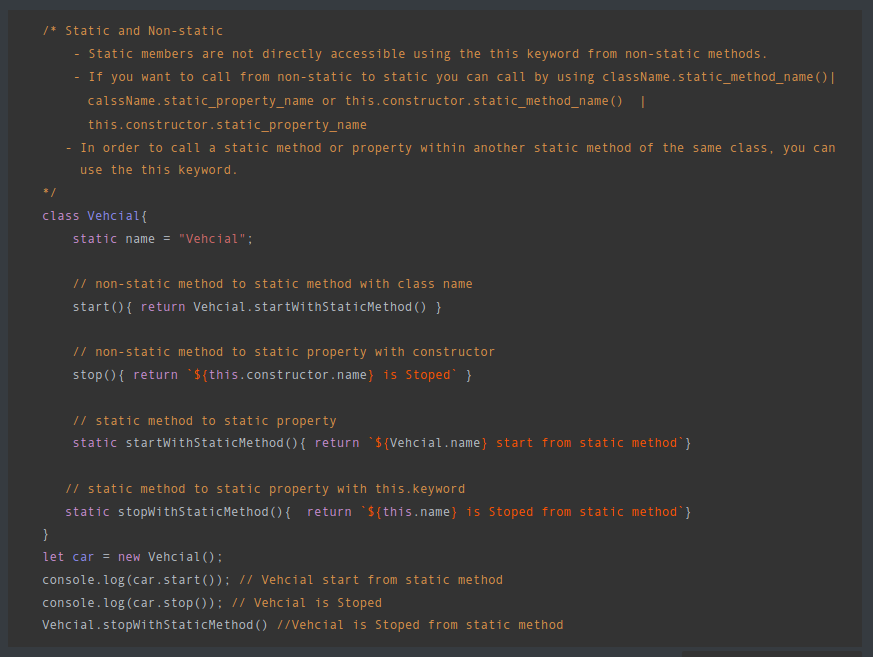 /* Static and Non-static
- Static members are not directly accessible using the this keyword from non-static methods.
- If you want to call from non-static to static you can call by using className.static_method_name()|
calssName.static_property_name or this.constructor.static_method_name()  |
this.constructor.static_property_name
- In order to call a static method or property within another static method of the same class, you can
use the this keyword.
*/
class Vehcial{
static name = "Vehcial";
// non-static method to static method with class name
start(){ return Vehcial.startWithStaticMethod() }
// non-static method to static property with constructor
stop(){ return `${this.constructor.name} is Stoped` }
// static method to static property
static startWithStaticMethod(){ return `${Vehcial.name} start from static method`}
// static method to static property with this.keyword
static stopWithStaticMethod(){  return `${this.name} is Stoped from static method`}
}
let car = new Vehcial();
console.log(car.start()); // Vehcial start from static method
console.log(car.stop()); // Vehcial is Stoped
Vehcial.stopWithStaticMethod() //Vehcial is Stoped from static method